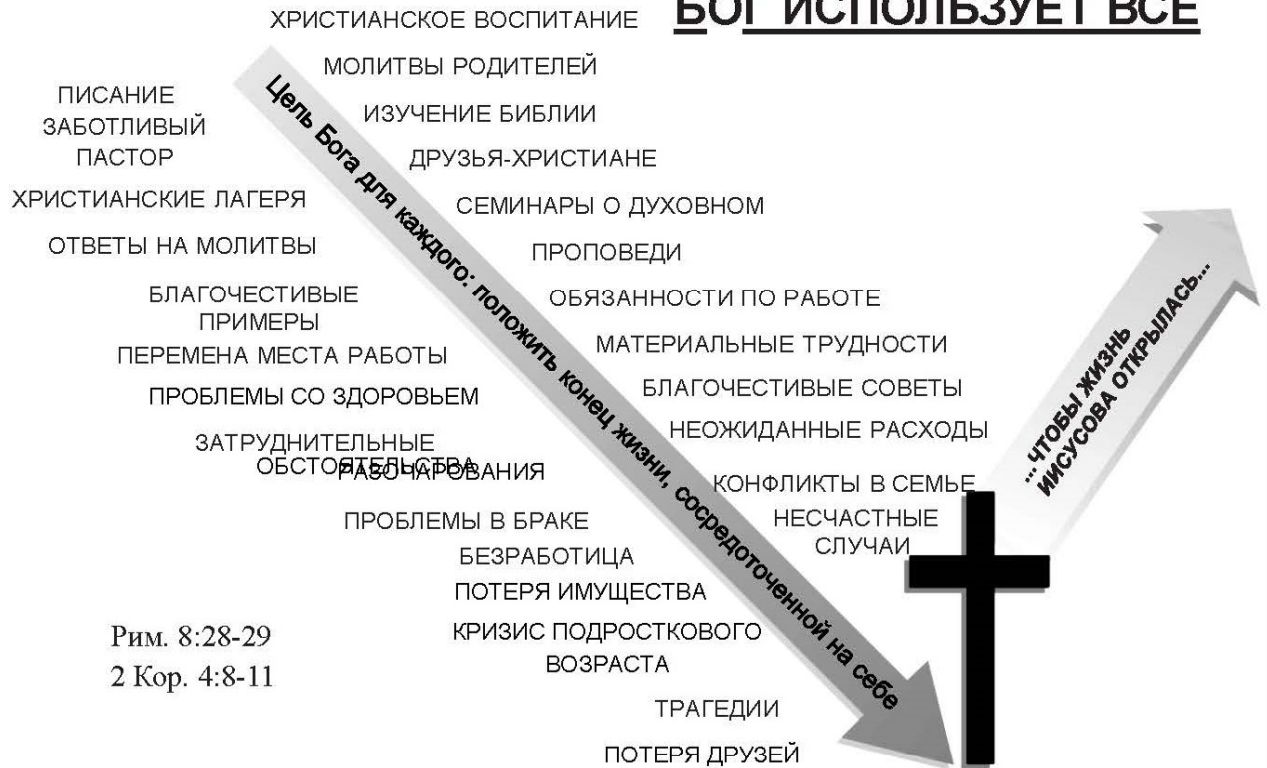 БОГ ИСПОЛЬЗУЕТ ВСЕ
ХРИСТИАНСКОЕ ВОСПИТАНИЕ
МОЛИТВЫ РОДИТЕЛЕЙ
ИЗУЧЕНИЕ БИБЛИИ
ДРУЗЬЯ-ХРИСТИАНЕ
СЕМИНАРЫ О ДУХОВНОМ
ПРОПОВЕДИ
ОБЯЗАННОСТИ ПО РАБОТЕ
МАТЕРИАЛЬНЫЕ ТРУДНОСТИ
БЛАГОЧЕСТИВЫЕ СОВЕТЫ
НЕОЖИДАННЫЕ РАСХОДЫ
КОНФЛИКТЫ В СЕМЬЕ
НЕСЧАСТНЫЕ
СЛУЧАИ
Цель Бога для каждого: положить конец жизни, сосредоточенной на себе
ПИСАНИЕ
ЗАБОТЛИВЫЙ
ПАСТОР
ХРИСТИАНСКИЕ ЛАГЕРЯ
ОТВЕТЫ НА МОЛИТВЫ
БЛАГОЧЕСТИВЫЕ
ПРИМЕРЫ
ПЕРЕМЕНА МЕСТА РАБОТЫ
ПРОБЛЕМЫ СО ЗДОРОВЬЕМ
ЗАТРУДНИТЕЛЬНЫЕ
ОБСТОЯТЕЛЬСТВА
РАЗОЧАРОВАНИЯ
ПРОБЛЕМЫ В БРАКЕ
БЕЗРАБОТИЦА
ПОТЕРЯ ИМУЩЕСТВА
КРИЗИС ПОДРОСТКОВОГО
ВОЗРАСТА
ТРАГЕДИИ
ПОТЕРЯ ДРУЗЕЙ
...ЧТОБЫ ЖИЗНЬ
ИИСУСОВА ОТКРЫЛАСЬ...
Рим. 8:28-29
2 Кор. 4:8-11